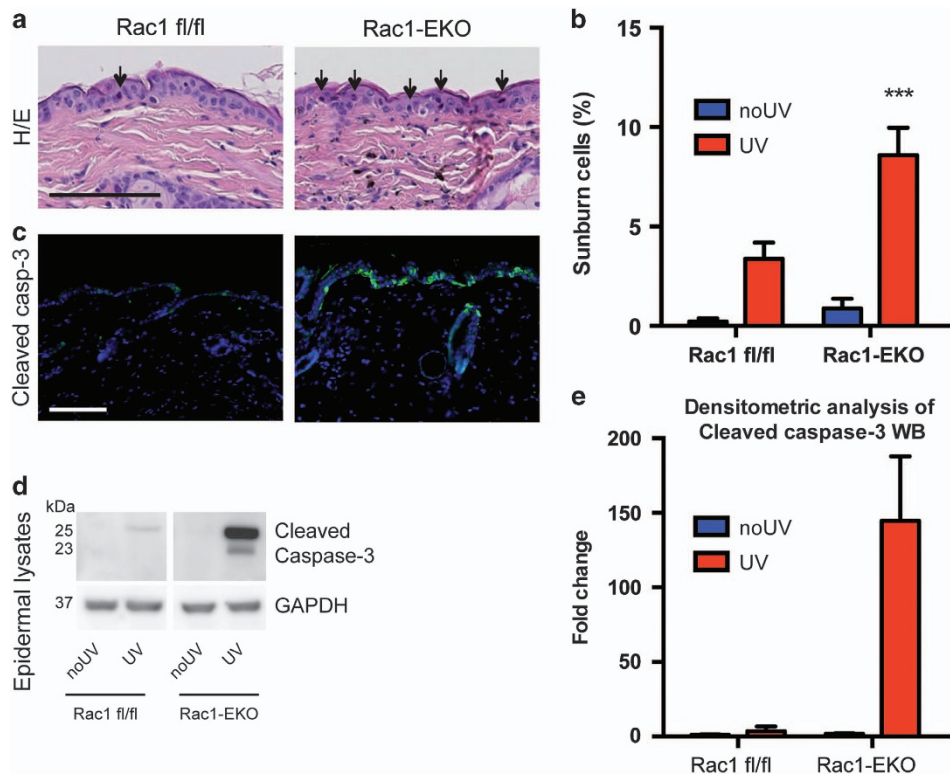 a
Rac1 fl/fl
Rac1-EKO
H/E
c
Cleaved casp-3
b
Sunburn cells (%)
15
10
5
0
noUV
UV
***
Rac1 fl/fl
Rac1-EKO
d
Epidermal lysates
kDa
25
23
37
Cleaved
Caspase-3
GAPDH
noUV
UV
noUV
UV
Rac1 fl/fl
Rac1-EKO
e
Densitometric analysis of
Cleaved caspase-3 WB
Fold change
200
150
100
50
0
noUV
UV
Rac1 fl/fl
Rac1-EKO